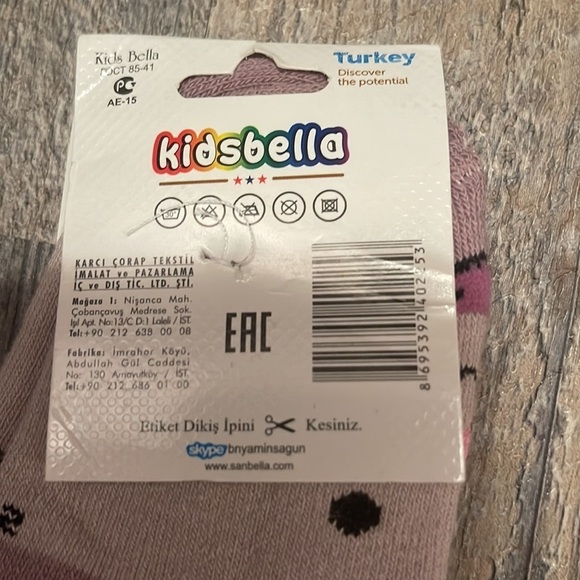 Kids Bella
ГОСТ 85-41
АЕ-15
Turkey
Discover
the potential
kidsbella
KARCI ÇORAP TEKSTİL
İMALAT ve PAZARLAMA
İÇ ve DIŞ TİC. LTD. ŞTİ.
Mağaza 1: Nişanca Mah.
Çobançavuş Medrese Sok.
Işıl Apt. No:13/C D:1 Laleli / İST.
Tel:+90 212 638 00 08
Fabrika: İmrahor Köyü,
Abdullah Gül Caddesi
No: 130 Arnavutköy / İST.
Tel:+90 212 686 01 00
EAC
Etiket Dikiş İpini Kesiniz.
skype bnyaminsagun
www.sanbella.com